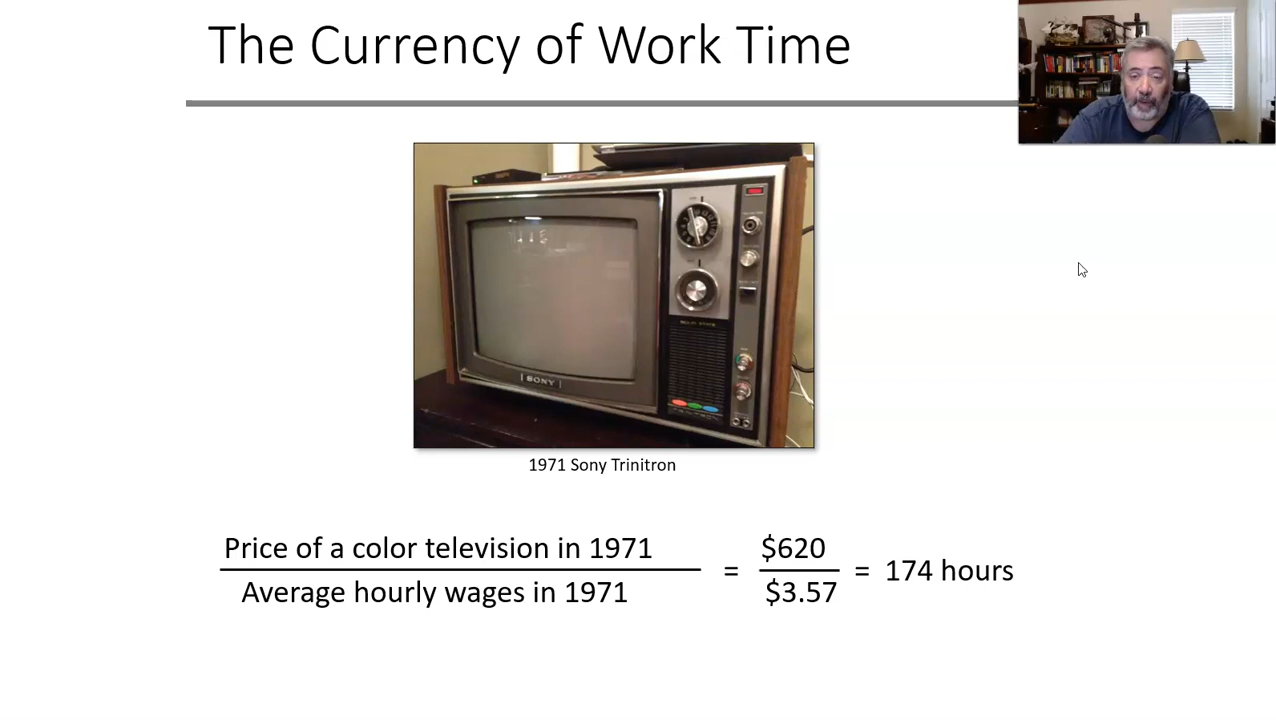 The Currency of Work Time
SONY
1971 Sony Trinitron
Price of a color television in 1971
Average hourly wages in 1971
=
$620
$3.57
= 174 hours